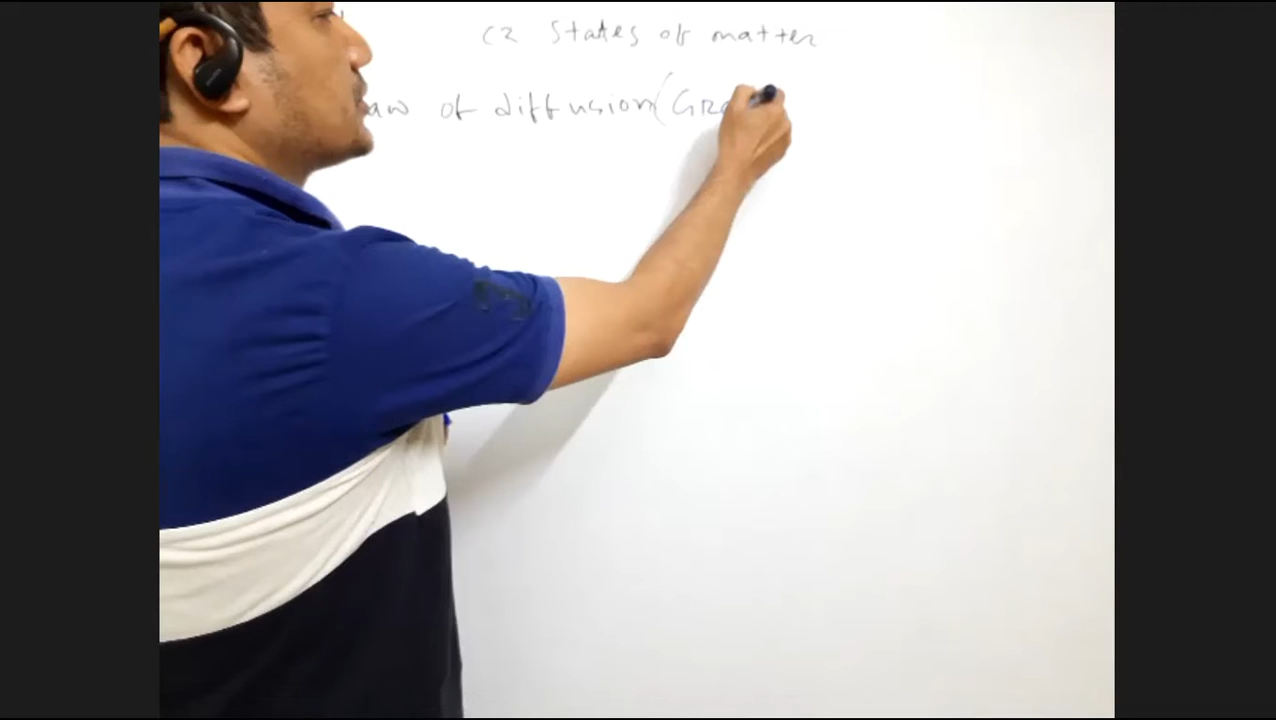 C2 States of matter
aw of diffusion (Gra